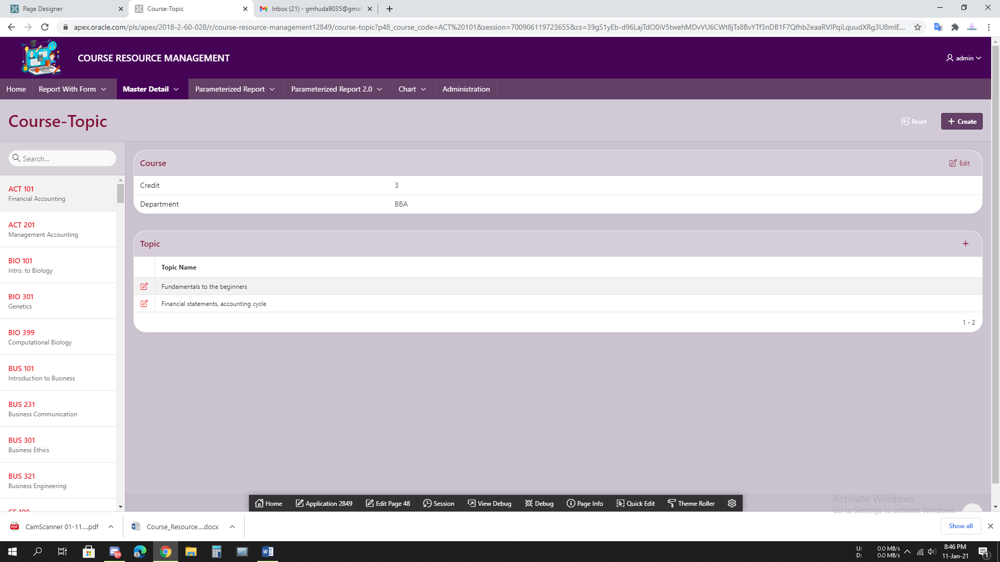 Page Designer
Course-Topic
Inbox (21) - gmhuda9035@gmai
apex.oracle.com/pls/apex/2018-2-60-028/r/course-resource-management12849/course-topic?p48_course_code=ACT%20101&session=700906119723655&cs=39gS1yEb-d96LajTdO0iV5twehMDvVU6CWt8jTs8BvYTf3nDB1F7Qfhb2eaaRVIPqiLquudXRg3U8mIE...
COURSE RESOURCE MANAGEMENT
admin
Home
Report With Form
Master Detail
Parameterized Report
Parameterized Report 2.0
Chart
Administration
Course-Topic
Reset
Create
Search...
ACT 101
Financial Accounting
ACT 201
Management Accounting
BIO 101
Intro. to Biology
BIO 301
Genetics
BIO 399
Computational Biology
BUS 101
Introduction to Business
BUS 231
Business Communication
BUS 301
Business Ethics
BUS 321
Business Engineering
Course
Edit
Credit 3
Department BBA
Topic
Topic Name
Fundamentals to the beginners
Financial statements, accounting cycle
1 - 2
Home
Application 2849
Edit Page 48
Session
View Debug
Debug
Page Info
Quick Edit
Theme Roller
Activate Windows
Go to Settings to activate Windows.
CamScanner 01-11....pdf
Course_Resource....docx
Show all
9+
U: 0.0 MB/s
D: 0.0 MB/s
8:46 PM
11-Jan-21
1